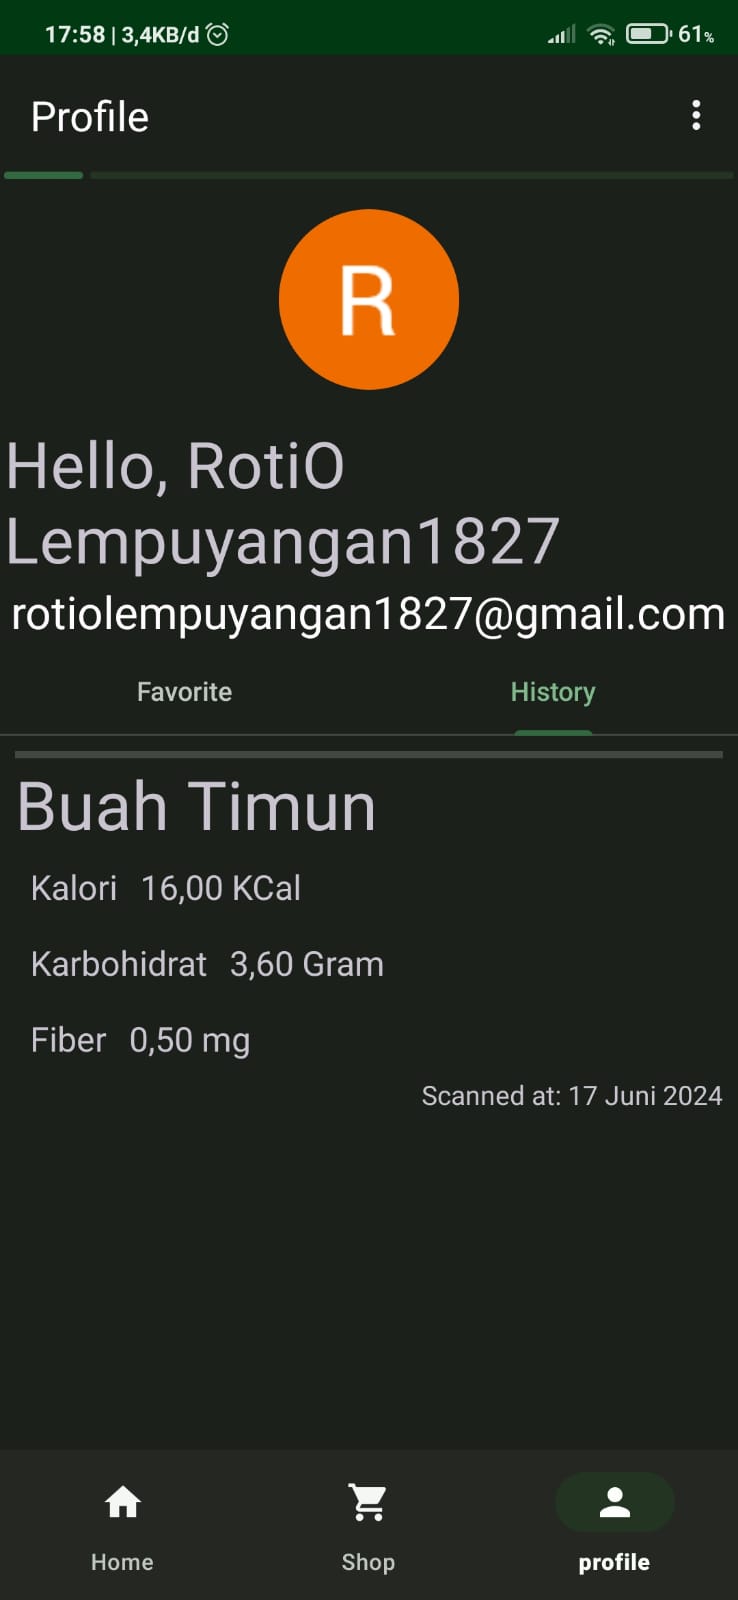 17:58 | 3,4KB/d 61%
Profile
R
Hello, RotiO
Lempuyangan1827
rotiolempuyangan1827@gmail.com
Favorite History
Buah Timun
Kalori 16,00 KCal
Karbohidrat 3,60 Gram
Fiber 0,50 mg
Scanned at: 17 Juni 2024
Home Shop profile